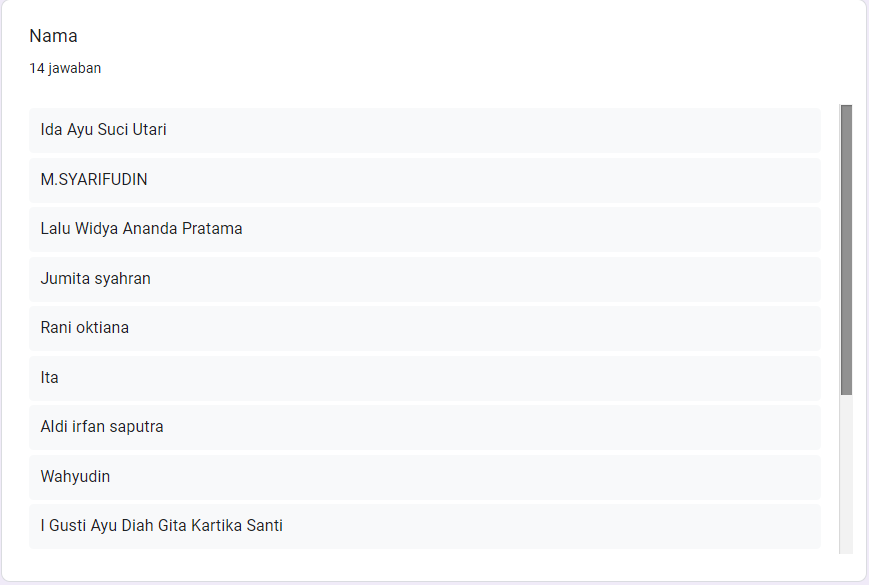 Nama
14 jawaban
Ida Ayu Suci Utari
M.SYARIFUDIN
Lalu Widya Ananda Pratama
Jumita syahran
Rani oktiana
Ita
Aldi irfan saputra
Wahyudin
I Gusti Ayu Diah Gita Kartika Santi